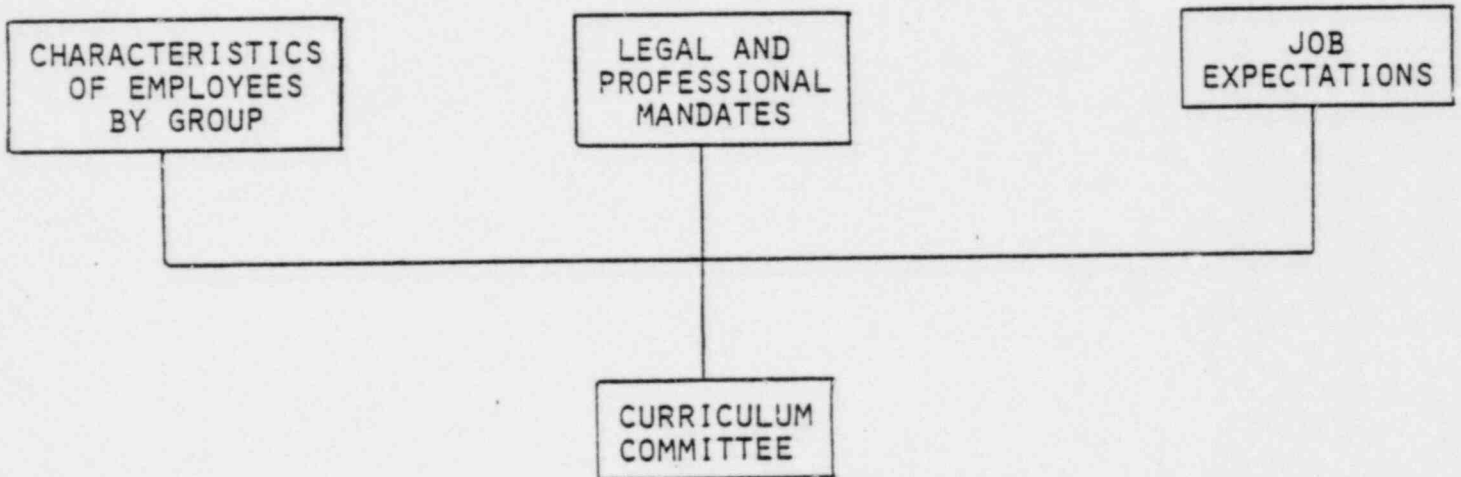 CHARACTERISTICS
OF EMPLOYEES
BY GROUP
LEGAL AND
PROFESSIONAL
MANDATES
JOB
EXPECTATIONS
CURRICULUM
COMMITTEE